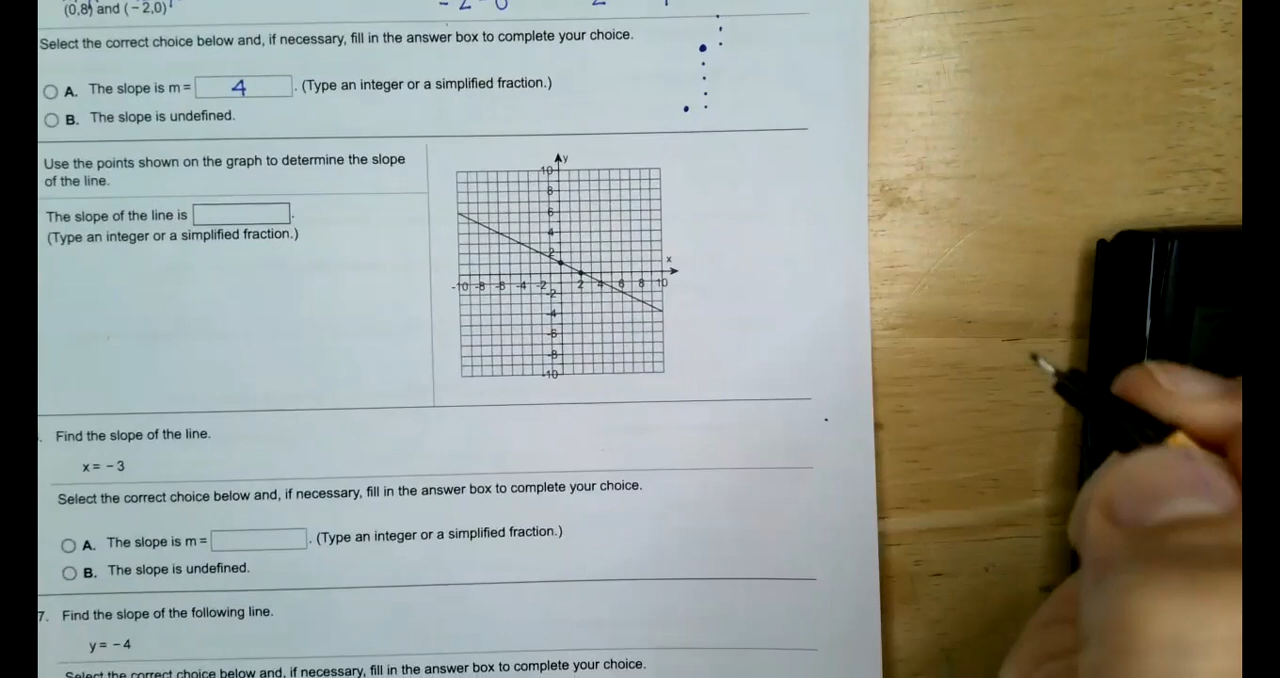 (0,8) and (-2,0)
Select the correct choice below and, if necessary, fill in the answer box to complete your choice.
A. The slope is m = 4 . (Type an integer or a simplified fraction.)
B. The slope is undefined.
Use the points shown on the graph to determine the slope
of the line.
The slope of the line is .
(Type an integer or a simplified fraction.)
y
10
8
6
4
2
x
-10 -8 -6 -4 -2 2 4 6 8 10
-2
-4
-6
-8
-10
. Find the slope of the line.
x = -3
Select the correct choice below and, if necessary, fill in the answer box to complete your choice.
A. The slope is m = . (Type an integer or a simplified fraction.)
B. The slope is undefined.
7. Find the slope of the following line.
y = -4
Select the correct choice below and, if necessary, fill in the answer box to complete your choice.